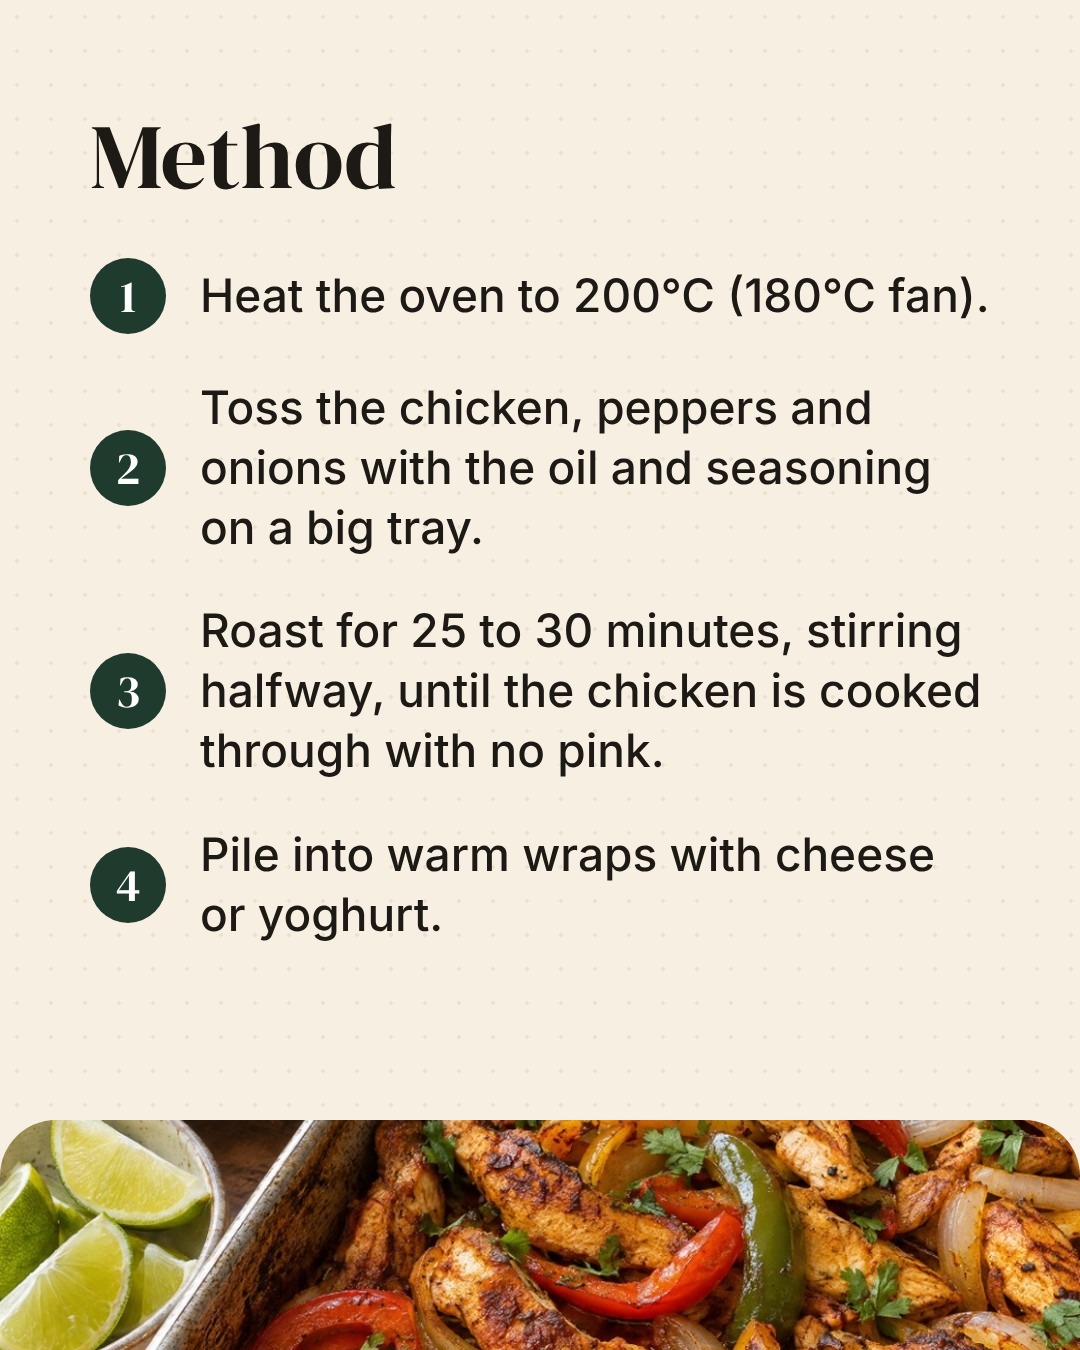 Method
1 Heat the oven to 200°C (180°C fan).
Toss the chicken, peppers and
2 onions with the oil and seasoning
on a big tray.
Roast for 25 to 30 minutes, stirring
3 halfway, until the chicken is cooked
through with no pink.
4 Pile into warm wraps with cheese
or yoghurt.